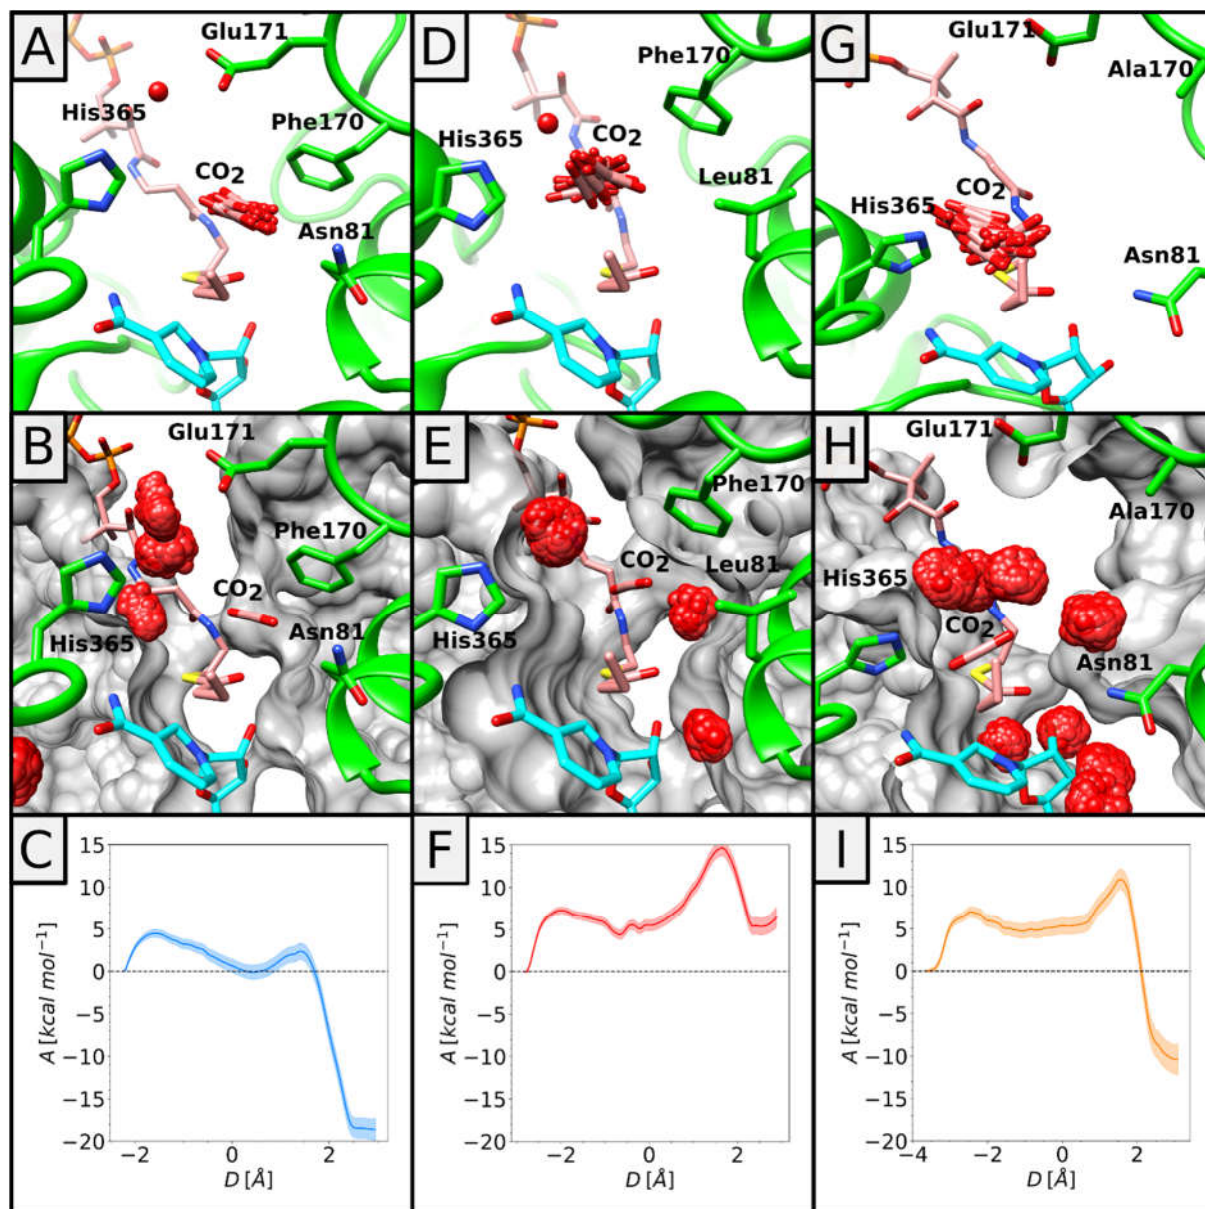 A
Glu171
His365
Phe170
CO2
Asn81
D
Phe170
His365
CO2
Leu81
G
Glu171
Ala170
CO2
His365
Asn81
B
Glu171
Phe170
CO2
His365
Asn81
E
Phe170
CO2
Leu81
His365
H
Glu171
Ala170
His365
CO2
Asn81
C
15
10
5
0
−5
−10
−15
−20
A [kcal mol−1]
−2 0 2
D [Å]
F
15
10
5
0
−5
−10
−15
−20
A [kcal mol−1]
−2 0 2
D [Å]
I
15
10
5
0
−5
−10
−15
−20
A [kcal mol−1]
−4 −2 0 2
D [Å]